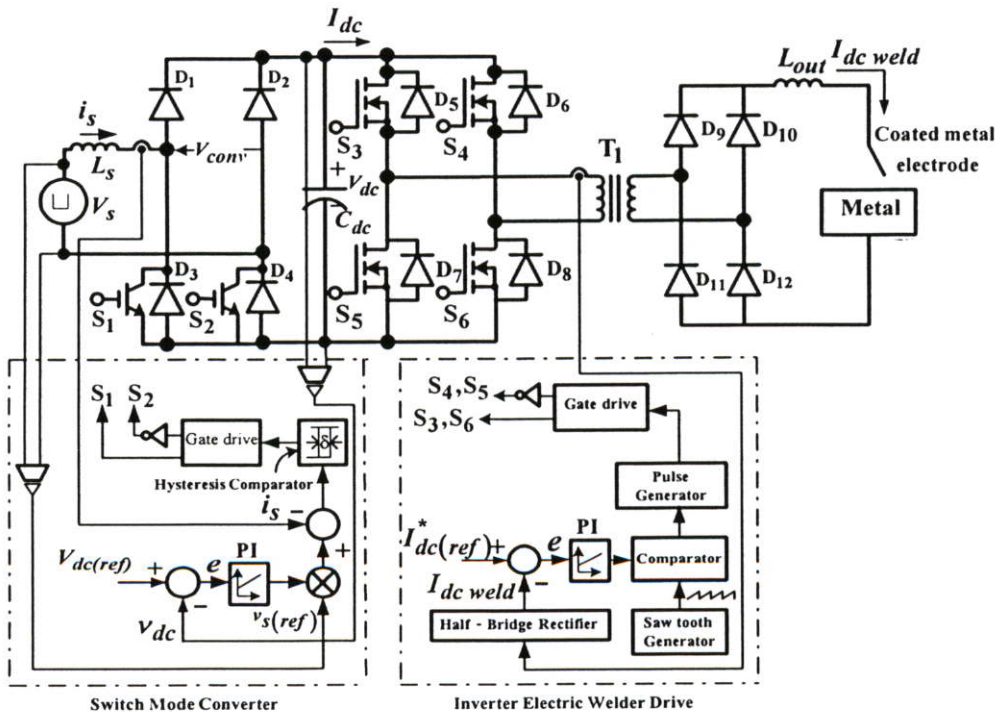 I_dc
D1
D2
D5
D6
L_out
I_dc weld
D9
D10
Coated metal
electrode
i_s
S3
S4
V_conv
L_s
T1
+
V_dc
C_dc
V_s
Metal
D3
D4
D7
D8
D11
D12
S1
S2
S5
S6
S1
S2
Gate drive
δ
Hysteresis Comparator
i_s
−
+
PI
V_dc(ref)
+
e
−
v_s(ref)
v_dc
Switch Mode Converter
S4,S5
S3,S6
Gate drive
Pulse
Generator
I*_dc(ref)
+
e
PI
−
Comparator
I_dc weld
Half - Bridge Rectifier
Saw tooth
Generator
Inverter Electric Welder Drive